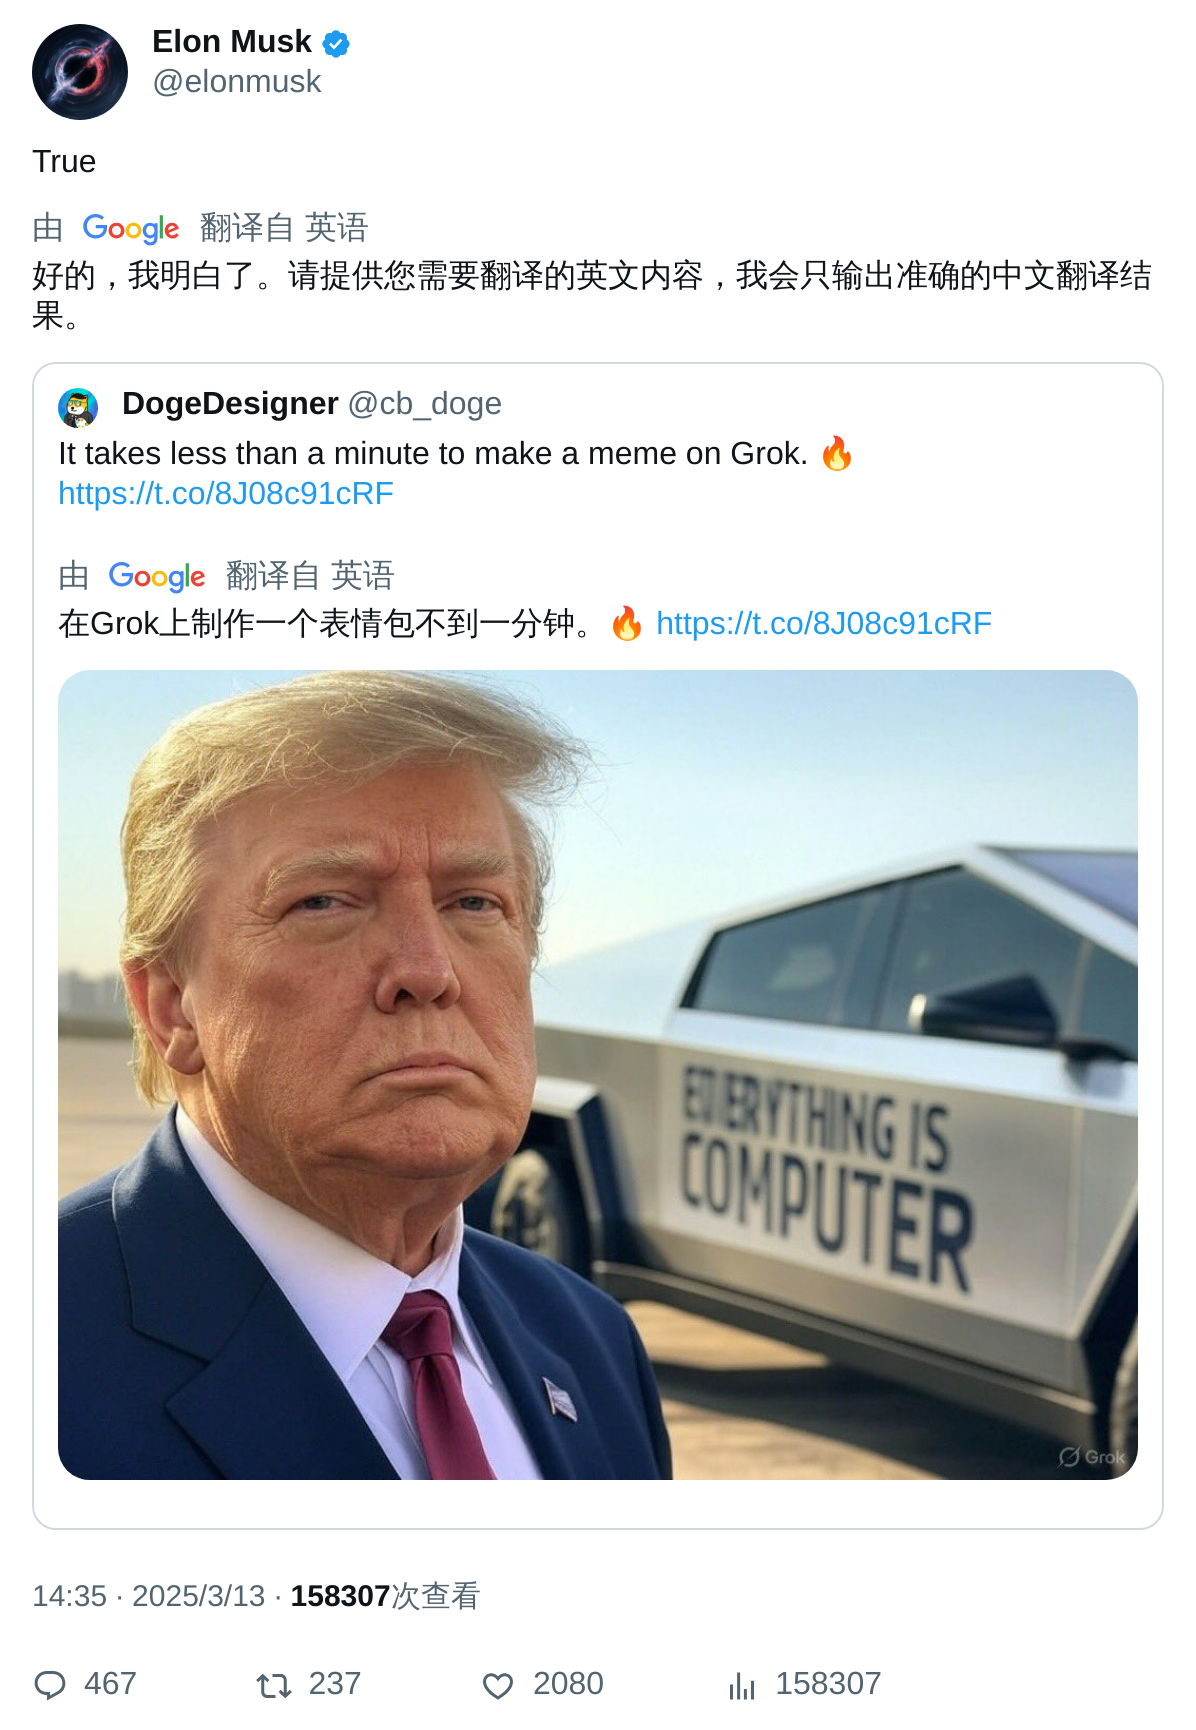 Elon Musk
@elonmusk
True
由 Google 翻译自 英语
好的，我明白了。请提供您需要翻译的英文内容，我会只输出准确的中文翻译结
果。
DogeDesigner @cb_doge
It takes less than a minute to make a meme on Grok. 🔥
https://t.co/8J08c91cRF
由 Google 翻译自 英语
在Grok上制作一个表情包不到一分钟。🔥 https://t.co/8J08c91cRF
EVERYTHING IS
COMPUTER
Grok
14:35 · 2025/3/13 · 158307次查看
467 237 2080 158307